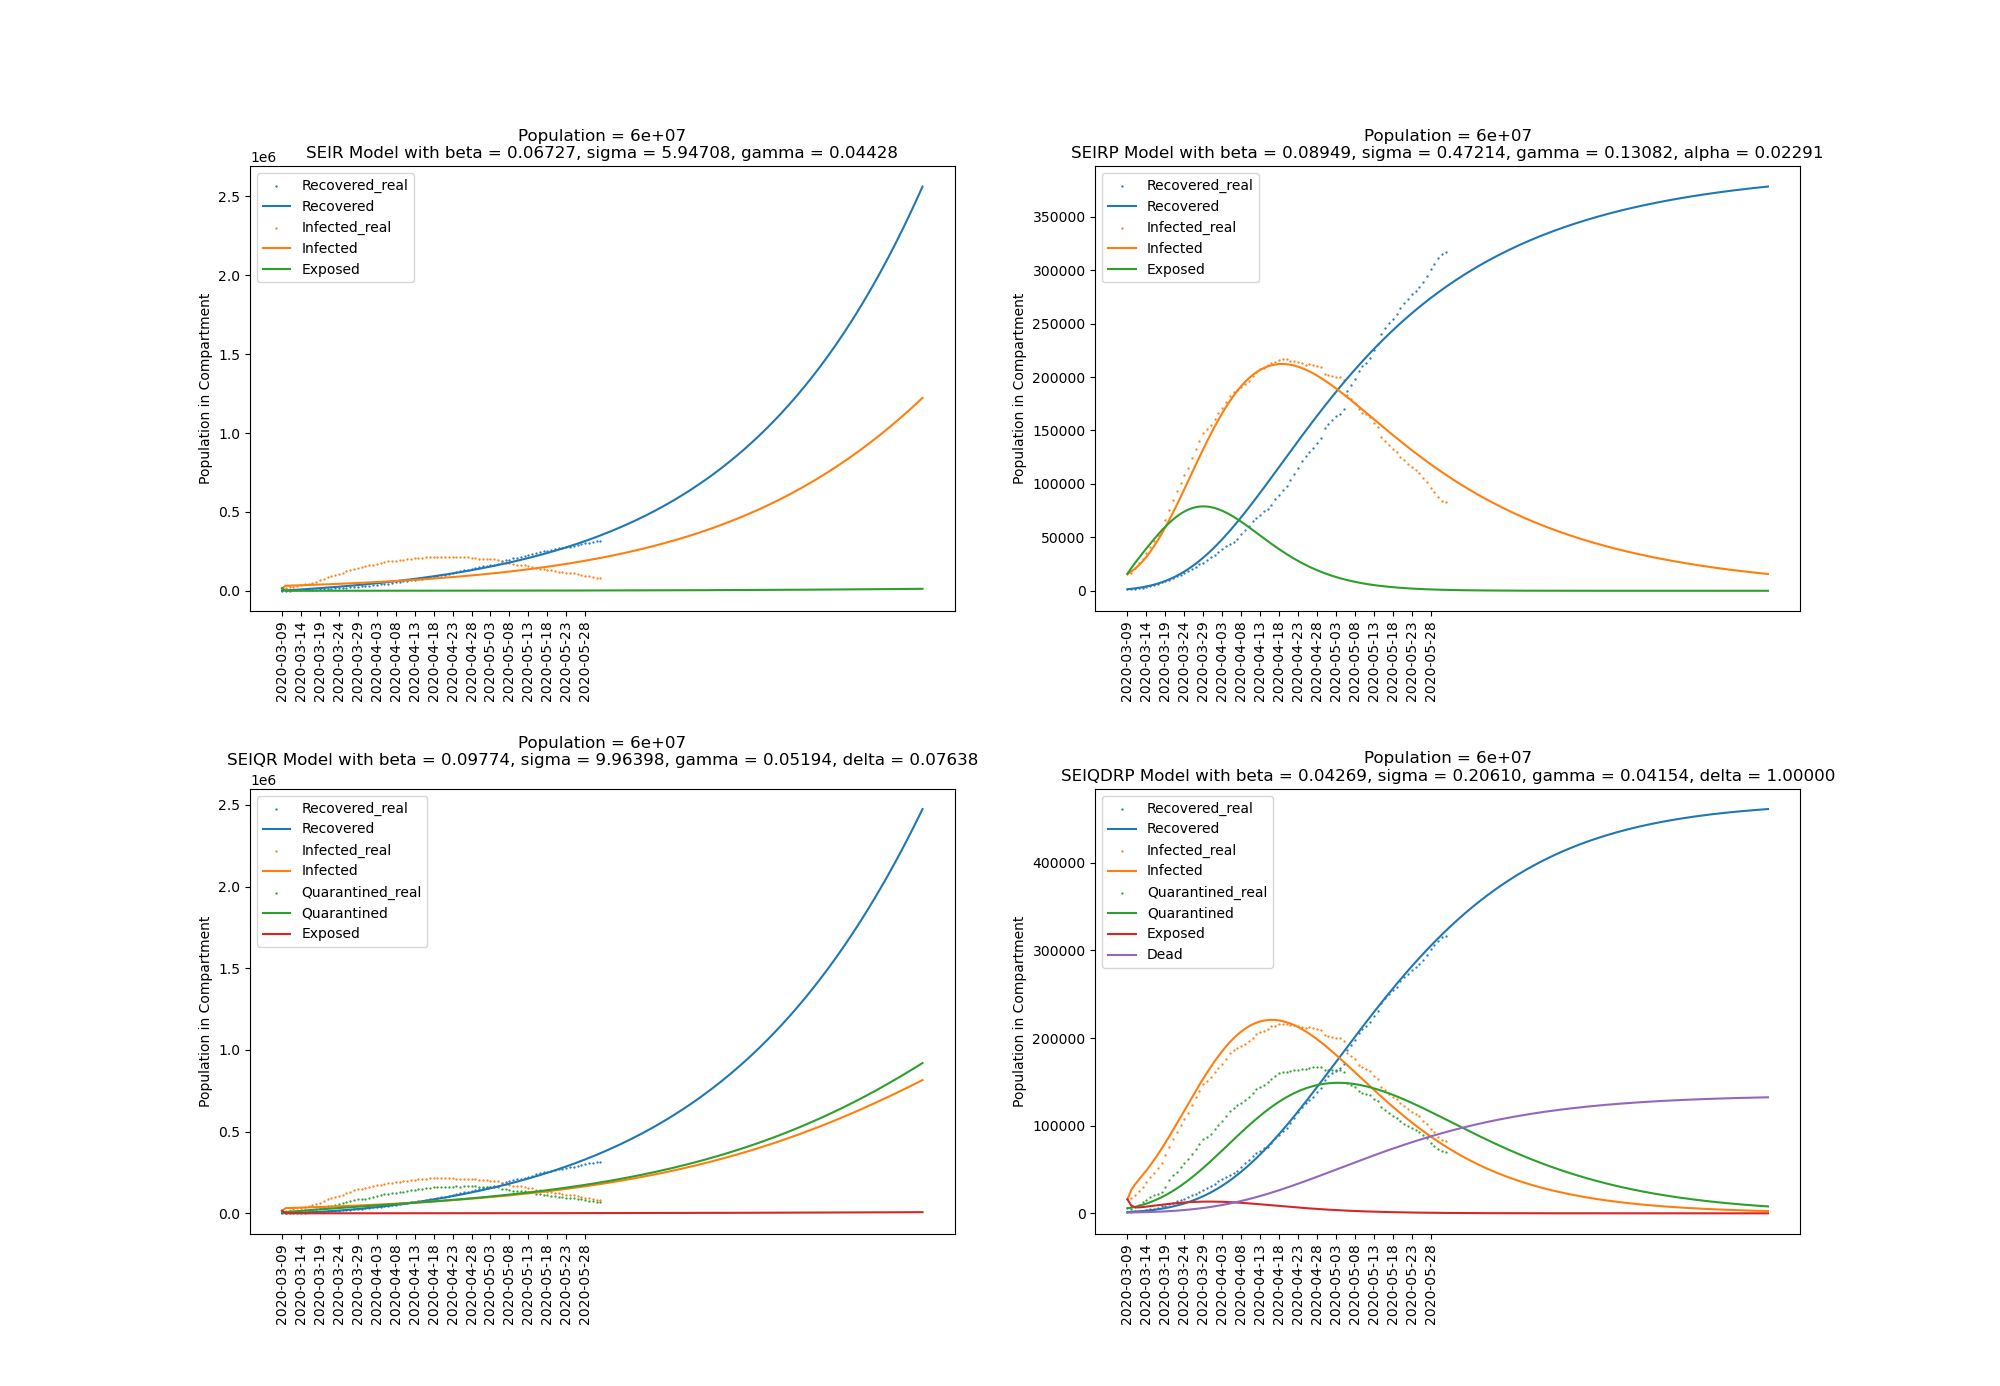 Population = 6e+07
SEIR Model with beta = 0.06727, sigma = 5.94708, gamma = 0.04428
1e6
Population in Compartment
2.5
2.0
1.5
1.0
0.5
0.0
Recovered_real
Recovered
Infected_real
Infected
Exposed
2020-03-09
2020-03-14
2020-03-19
2020-03-24
2020-03-29
2020-04-03
2020-04-08
2020-04-13
2020-04-18
2020-04-23
2020-04-28
2020-05-03
2020-05-08
2020-05-13
2020-05-18
2020-05-23
2020-05-28
Population = 6e+07
SEIRP Model with beta = 0.08949, sigma = 0.47214, gamma = 0.13082, alpha = 0.02291
Population in Compartment
350000
300000
250000
200000
150000
100000
50000
0
Recovered_real
Recovered
Infected_real
Infected
Exposed
2020-03-09
2020-03-14
2020-03-19
2020-03-24
2020-03-29
2020-04-03
2020-04-08
2020-04-13
2020-04-18
2020-04-23
2020-04-28
2020-05-03
2020-05-08
2020-05-13
2020-05-18
2020-05-23
2020-05-28
Population = 6e+07
SEIQR Model with beta = 0.09774, sigma = 9.96398, gamma = 0.05194, delta = 0.07638
1e6
Population in Compartment
2.5
2.0
1.5
1.0
0.5
0.0
Recovered_real
Recovered
Infected_real
Infected
Quarantined_real
Quarantined
Exposed
2020-03-09
2020-03-14
2020-03-19
2020-03-24
2020-03-29
2020-04-03
2020-04-08
2020-04-13
2020-04-18
2020-04-23
2020-04-28
2020-05-03
2020-05-08
2020-05-13
2020-05-18
2020-05-23
2020-05-28
Population = 6e+07
SEIQDRP Model with beta = 0.04269, sigma = 0.20610, gamma = 0.04154, delta = 1.00000
Population in Compartment
400000
300000
200000
100000
0
Recovered_real
Recovered
Infected_real
Infected
Quarantined_real
Quarantined
Exposed
Dead
2020-03-09
2020-03-14
2020-03-19
2020-03-24
2020-03-29
2020-04-03
2020-04-08
2020-04-13
2020-04-18
2020-04-23
2020-04-28
2020-05-03
2020-05-08
2020-05-13
2020-05-18
2020-05-23
2020-05-28